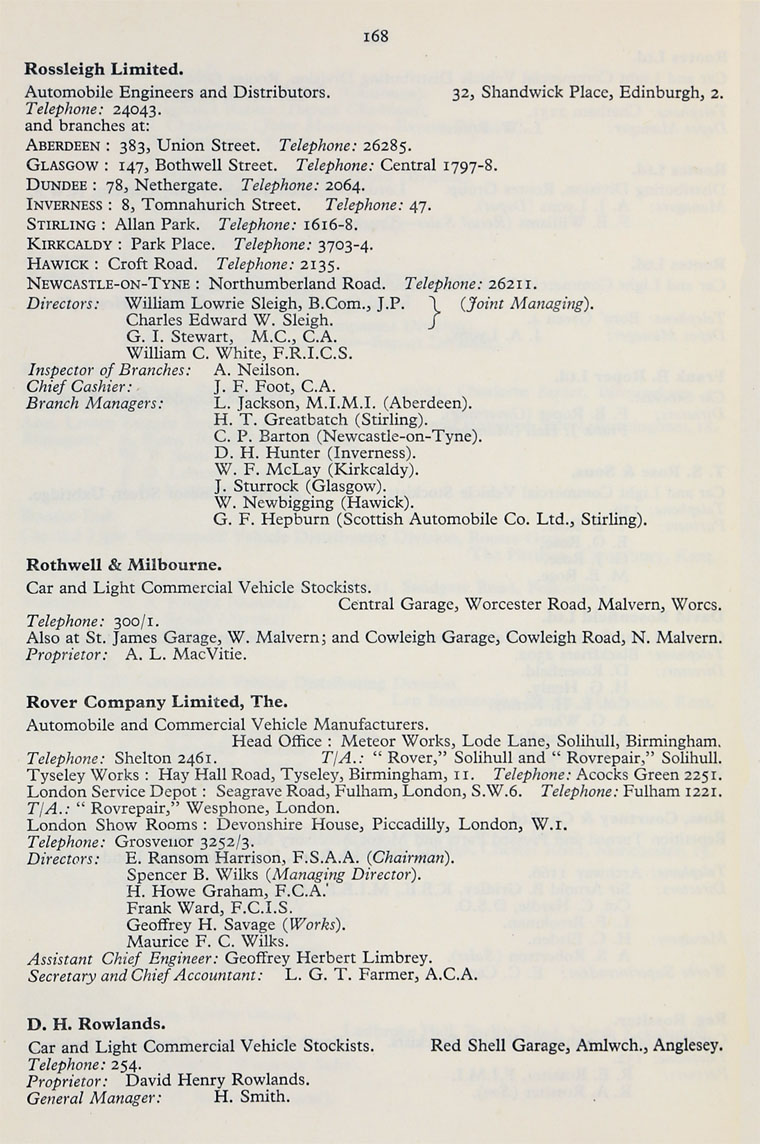 168
Rossleigh Limited.
Automobile Engineers and Distributors. 32, Shandwick Place, Edinburgh, 2.
Telephone: 24043.
and branches at:
ABERDEEN : 383, Union Street. Telephone: 26285.
GLASGOW : 147, Bothwell Street. Telephone: Central 1797-8.
DUNDEE : 78, Nethergate. Telephone: 2064.
INVERNESS : 8, Tomnahurich Street. Telephone: 47.
STIRLING : Allan Park. Telephone: 1616-8.
KIRKCALDY : Park Place. Telephone: 3703-4.
HAWICK : Croft Road. Telephone: 2135.
NEWCASTLE-ON-TYNE : Northumberland Road. Telephone: 26211.
Directors: William Lowrie Sleigh, B.Com., J.P. } (Joint Managing).
Charles Edward W. Sleigh.
G. I. Stewart, M.C., C.A.
William C. White, F.R.I.C.S.
Inspector of Branches: A. Neilson.
Chief Cashier: J. F. Foot, C.A.
Branch Managers: L. Jackson, M.I.M.I. (Aberdeen).
H. T. Greatbatch (Stirling).
C. P. Barton (Newcastle-on-Tyne).
D. H. Hunter (Inverness).
W. F. McLay (Kirkcaldy).
J. Sturrock (Glasgow).
W. Newbigging (Hawick).
G. F. Hepburn (Scottish Automobile Co. Ltd., Stirling).
Rothwell & Milbourne.
Car and Light Commercial Vehicle Stockists.
Central Garage, Worcester Road, Malvern, Worcs.
Telephone: 300/1.
Also at St. James Garage, W. Malvern; and Cowleigh Garage, Cowleigh Road, N. Malvern.
Proprietor: A. L. MacVitie.
Rover Company Limited, The.
Automobile and Commercial Vehicle Manufacturers.
Head Office : Meteor Works, Lode Lane, Solihull, Birmingham.
Telephone: Shelton 2461. T/A.: “ Rover,” Solihull and “ Rovrepair,” Solihull.
Tyseley Works : Hay Hall Road, Tyseley, Birmingham, 11. Telephone: Acocks Green 2251.
London Service Depot : Seagrave Road, Fulham, London, S.W.6. Telephone: Fulham 1221.
T/A.: “ Rovrepair,” Wesphone, London.
London Show Rooms : Devonshire House, Piccadilly, London, W.1.
Telephone: Grosvenor 3252/3.
Directors: E. Ransom Harrison, F.S.A.A. (Chairman).
Spencer B. Wilks (Managing Director).
H. Howe Graham, F.C.A.
Frank Ward, F.C.I.S.
Geoffrey H. Savage (Works).
Maurice F. C. Wilks.
Assistant Chief Engineer: Geoffrey Herbert Limbrey.
Secretary and Chief Accountant: L. G. T. Farmer, A.C.A.
D. H. Rowlands.
Car and Light Commercial Vehicle Stockists. Red Shell Garage, Amlwch., Anglesey.
Telephone: 254.
Proprietor: David Henry Rowlands.
General Manager: H. Smith.